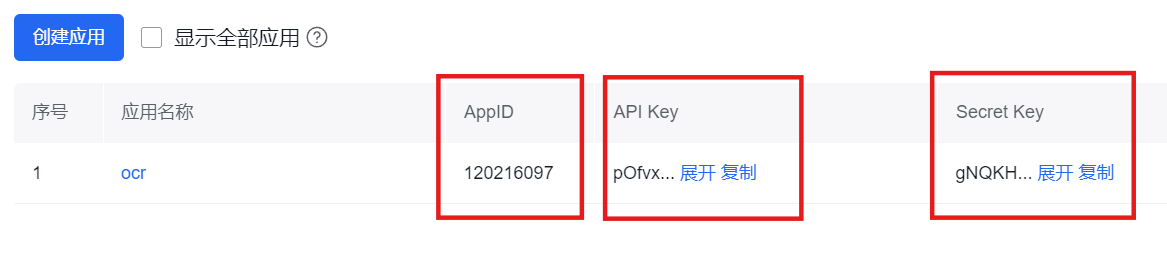 创建应用 显示全部应用 ?
序号 应用名称 AppID API Key Secret Key
1 ocr 120216097 pOfvx... 展开 复制 gNQKH... 展开 复制